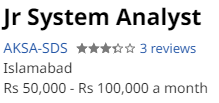 Jr System Analyst
AKSA-SDS 3 reviews
Islamabad
Rs 50,000 - Rs 100,000 a month